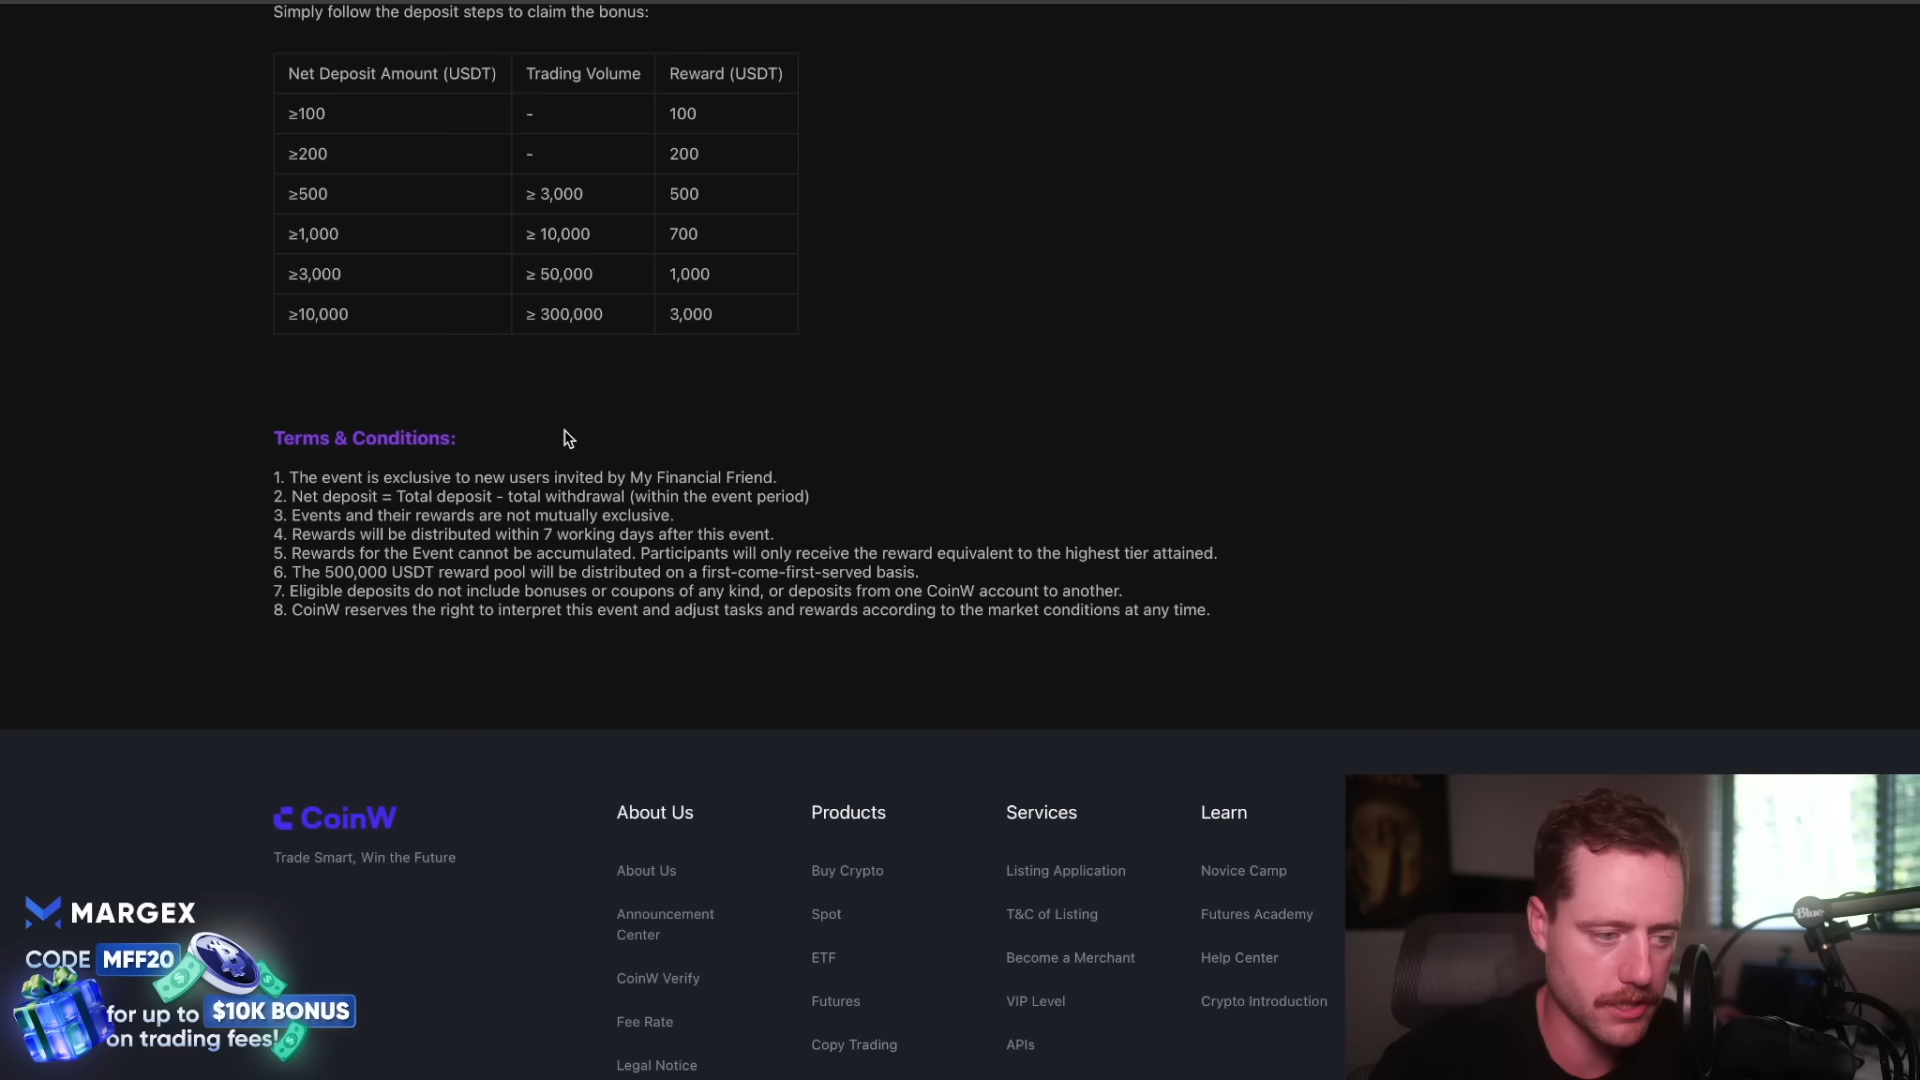 Simply follow the deposit steps to claim the bonus:
Net Deposit Amount (USDT) Trading Volume Reward (USDT)
≥100 - 100
≥200 - 200
≥500 ≥ 3,000 500
≥1,000 ≥ 10,000 700
≥3,000 ≥ 50,000 1,000
≥10,000 ≥ 300,000 3,000
Terms & Conditions:
1. The event is exclusive to new users invited by My Financial Friend.
2. Net deposit = Total deposit - total withdrawal (within the event period)
3. Events and their rewards are not mutually exclusive.
4. Rewards will be distributed within 7 working days after this event.
5. Rewards for the Event cannot be accumulated. Participants will only receive the reward equivalent to the highest tier attained.
6. The 500,000 USDT reward pool will be distributed on a first-come-first-served basis.
7. Eligible deposits do not include bonuses or coupons of any kind, or deposits from one CoinW account to another.
8. CoinW reserves the right to interpret this event and adjust tasks and rewards according to the market conditions at any time.
CoinW
Trade Smart, Win the Future
About Us
About Us
Announcement
Center
CoinW Verify
Fee Rate
Legal Notice
Products
Buy Crypto
Spot
ETF
Futures
Copy Trading
Services
Listing Application
T&C of Listing
Become a Merchant
VIP Level
APIs
Learn
Novice Camp
Futures Academy
Help Center
Crypto Introduction
MARGEX
CODE MFF20
for up to $10K BONUS
on trading fees!
Blue